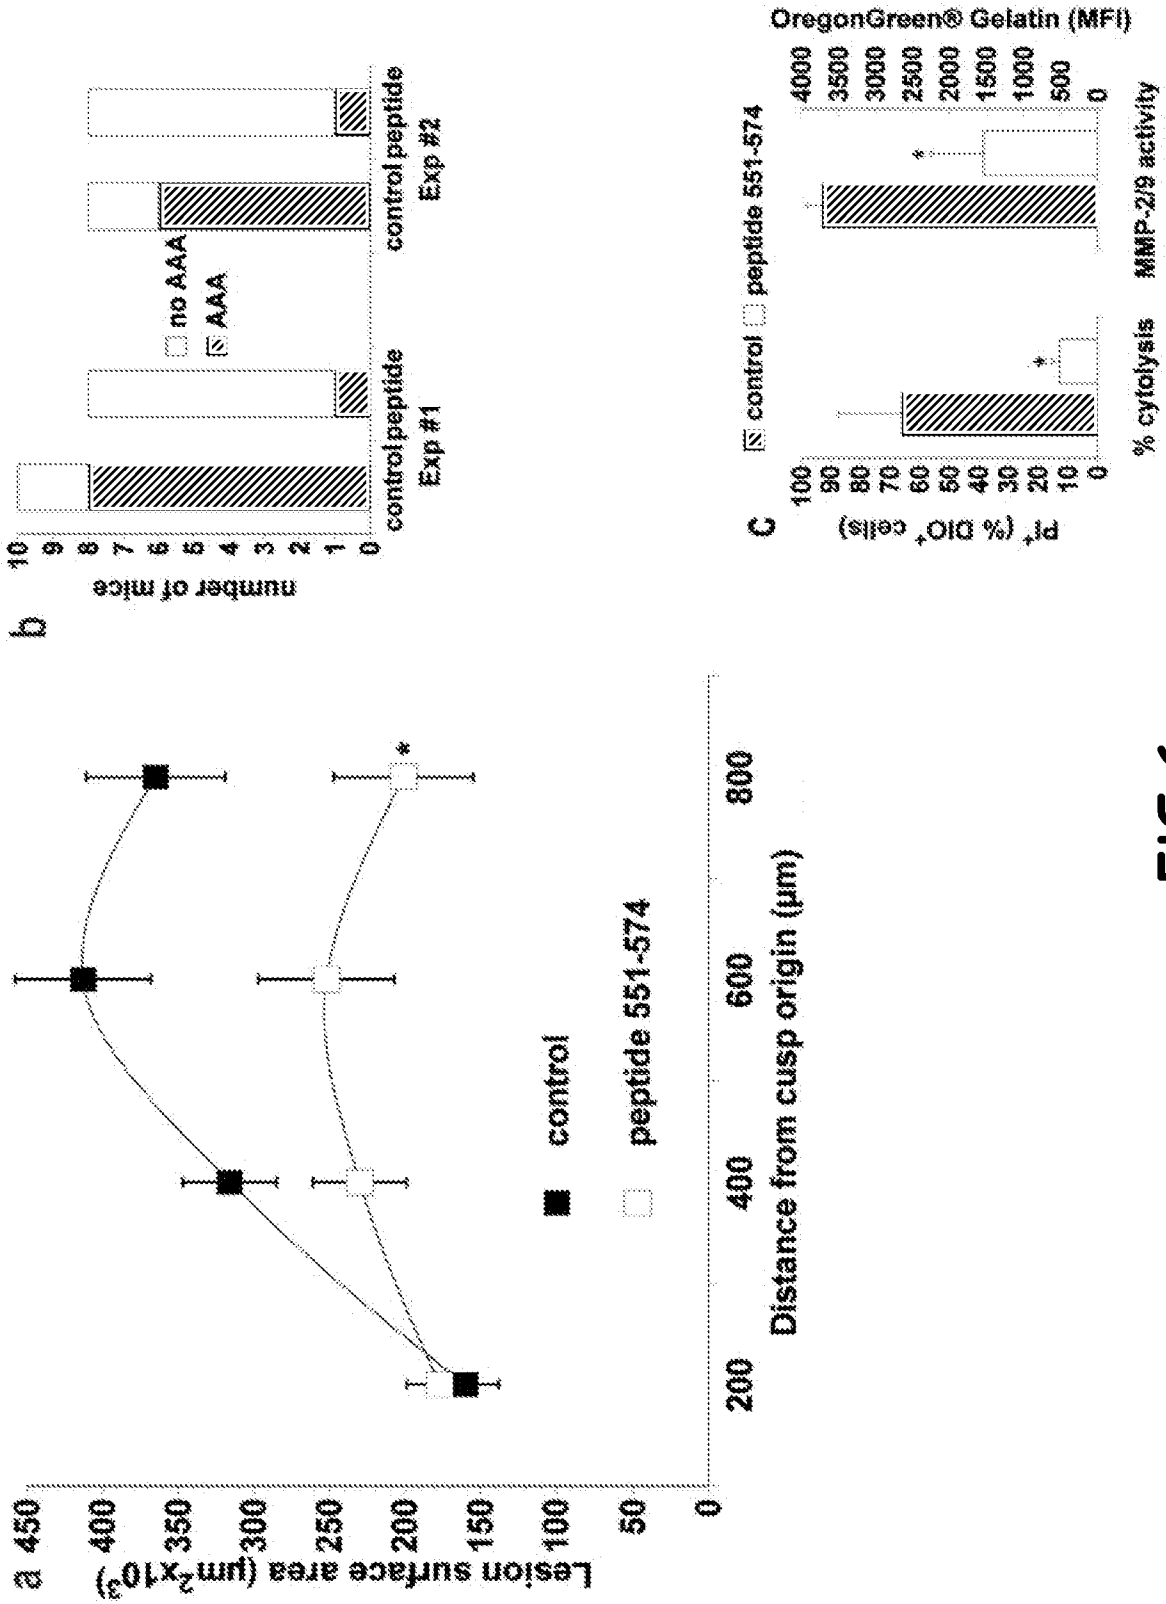 a
450
400
350
300
250
200
150
100
50
0
Lesion surface area (µm²x10⁻³)
200
400
600
800
Distance from cusp origin (µm)
control
peptide 551-574
*
b
10
9
8
7
6
5
4
3
2
1
0
number of mice
no AAA
AAA
control peptide
Exp #1
control peptide
Exp #2
C
control
peptide 551-574
100
90
80
70
60
50
40
30
20
10
0
PI⁺ (% DIO⁺ cells)
*
*
4000
3500
3000
2500
2000
1500
1000
500
0
OregonGreen® Gelatin (MFI)
% cytolysis
MMP-2/9 activity